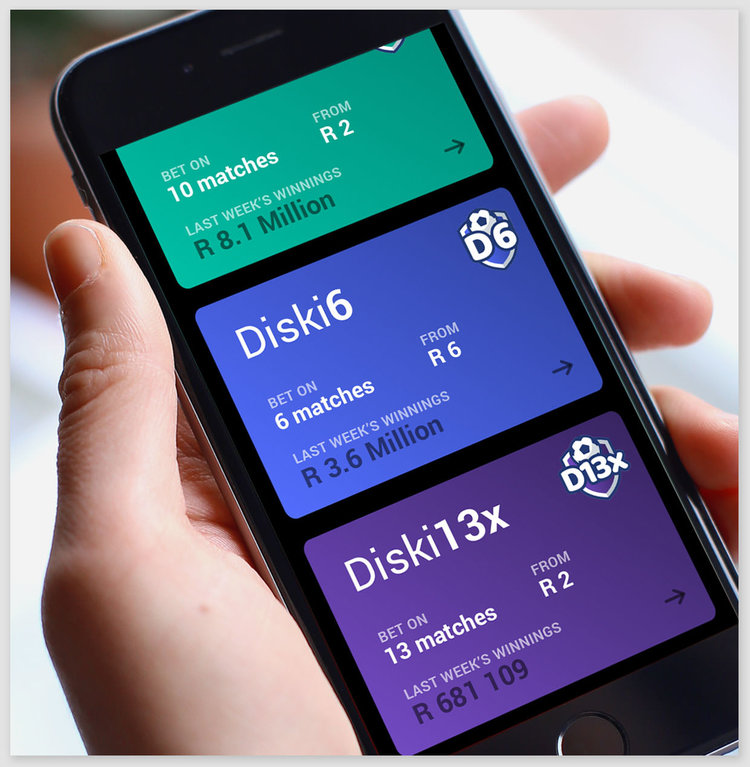 BET ON
10 matches
FROM
R 2
LAST WEEK'S WINNINGS
R 8.1 Million
D6
Diski6
BET ON
6 matches
FROM
R 6
LAST WEEK'S WINNINGS
R 3.6 Million
D13x
Diski13x
BET ON
13 matches
FROM
R 2
LAST WEEK'S WINNINGS
R 681 109